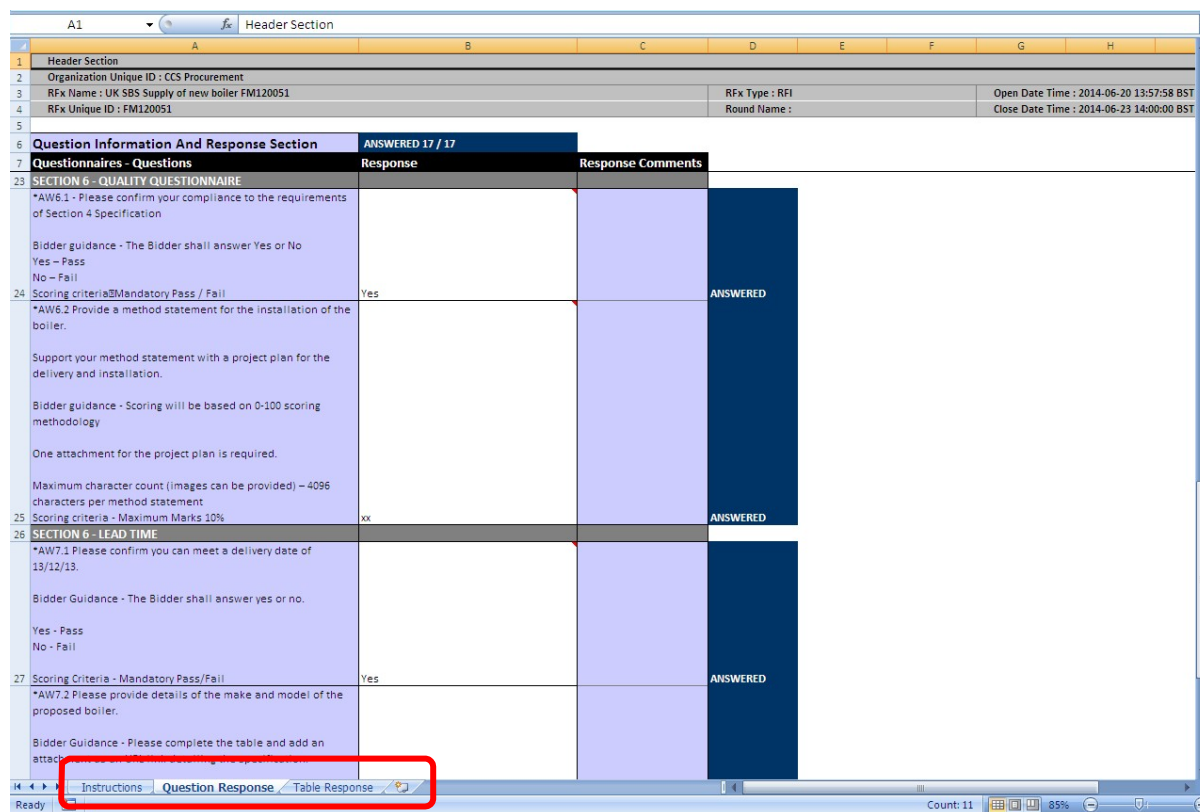 A1 fx Header Section
A B C D E F G H
1 Header Section
2 Organization Unique ID : CCS Procurement
3 RFx Name : UK SBS Supply of new boiler FM120051 RFx Type : RFI Open Date Time : 2014-06-20 13:57:58 BST
4 RFx Unique ID : FM120051 Round Name : Close Date Time : 2014-06-23 14:00:00 BST
5
6 Question Information And Response Section ANSWERED 17 / 17
7 Questionnaires - Questions Response Response Comments
23 SECTION 6 - QUALITY QUESTIONNAIRE
*AW6.1 - Please confirm your compliance to the requirements
of Section 4 Specification
Bidder guidance - The Bidder shall answer Yes or No
Yes – Pass
No – Fail
24 Scoring criteria⍰Mandatory Pass / Fail Yes ANSWERED
*AW6.2 Provide a method statement for the installation of the
boiler.
Support your method statement with a project plan for the
delivery and installation.
Bidder guidance - Scoring will be based on 0-100 scoring
methodology
One attachment for the project plan is required.
Maximum character count (images can be provided) – 4096
characters per method statement
25 Scoring criteria - Maximum Marks 10% xx ANSWERED
26 SECTION 6 - LEAD TIME
*AW7.1 Please confirm you can meet a delivery date of
13/12/13.
Bidder Guidance - The Bidder shall answer yes or no.
Yes - Pass
No - Fail
27 Scoring Criteria - Mandatory Pass/Fail Yes ANSWERED
*AW7.2 Please provide details of the make and model of the
proposed boiler.
Bidder Guidance - Please complete the table and add an
Instructions Question Response Table Response
Ready Count: 11 85%